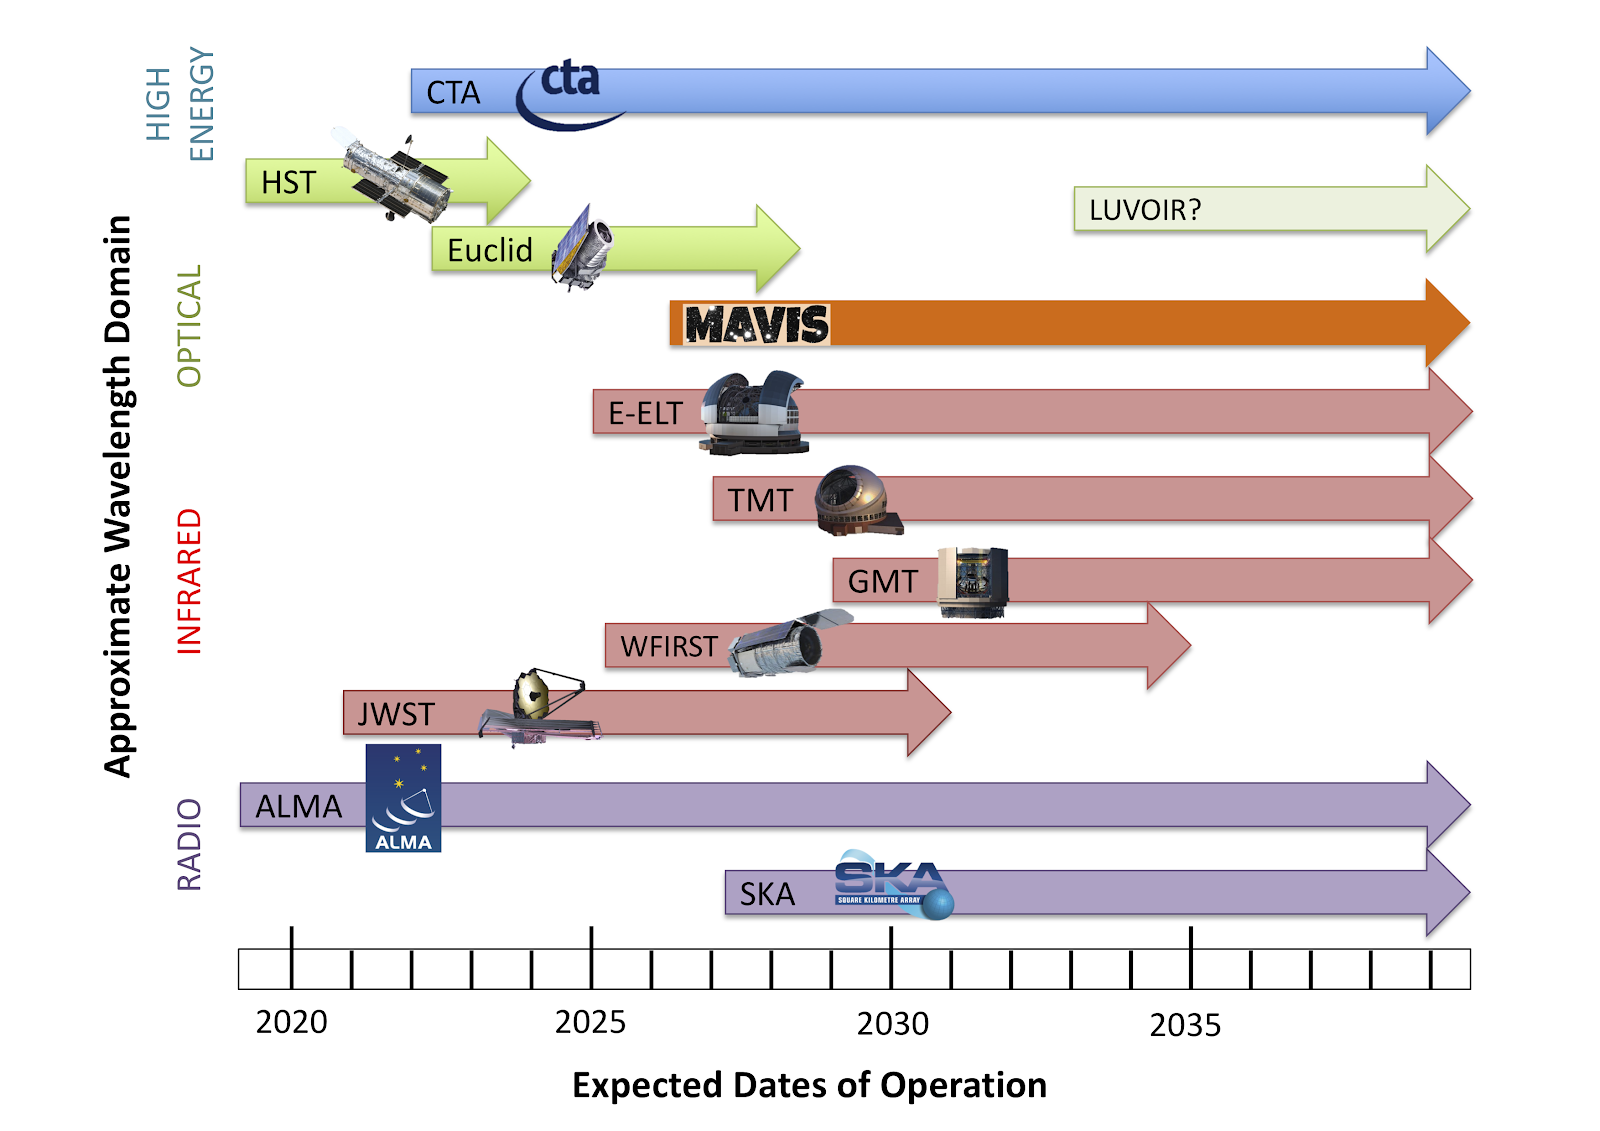 HIGH
ENERGY
CTA
cta
HST
LUVOIR?
Euclid
OPTICAL
MAVIS
Approximate Wavelength Domain
E-ELT
TMT
INFRARED
GMT
WFIRST
JWST
ALMA
ALMA
RADIO
SKA
SKA
SQUARE KILOMETRE ARRAY
2020
2025
2030
2035
Expected Dates of Operation